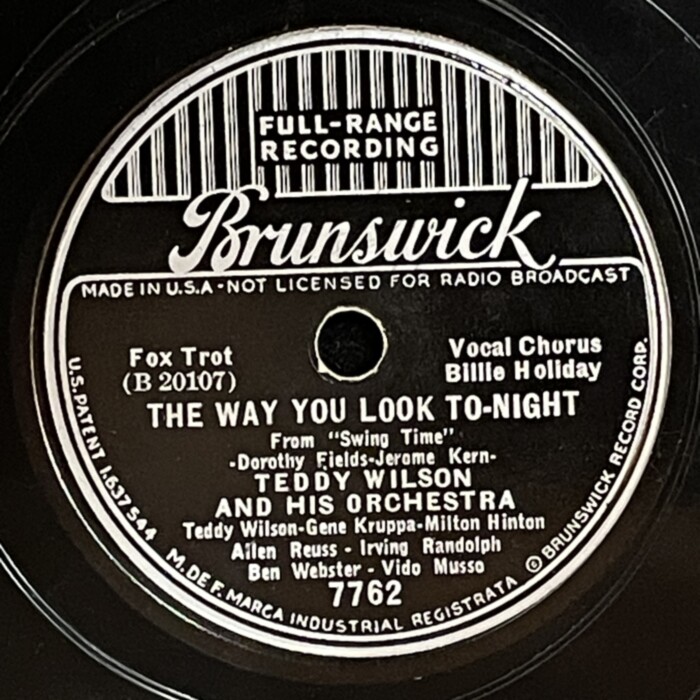 FULL-RANGE
RECORDING
Brunswick
MADE IN U.S.A-NOT LICENSED FOR RADIO BROADCAST
Fox Trot
(B 20107)
Vocal Chorus
Billie Holiday
THE WAY YOU LOOK TO-NIGHT
From "Swing Time"
-Dorothy Fields-Jerome Kern-
TEDDY WILSON
AND HIS ORCHESTRA
Teddy Wilson-Gene Kruppa-Milton Hinton
Allen Reuss - Irving Randolph
Ben Webster - Vido Musso
7762
U.S. PATENT 1.637544 M. DE F. MARCA INDUSTRIAL REGISTRATA © BRUNSWICK RECORD CORP.